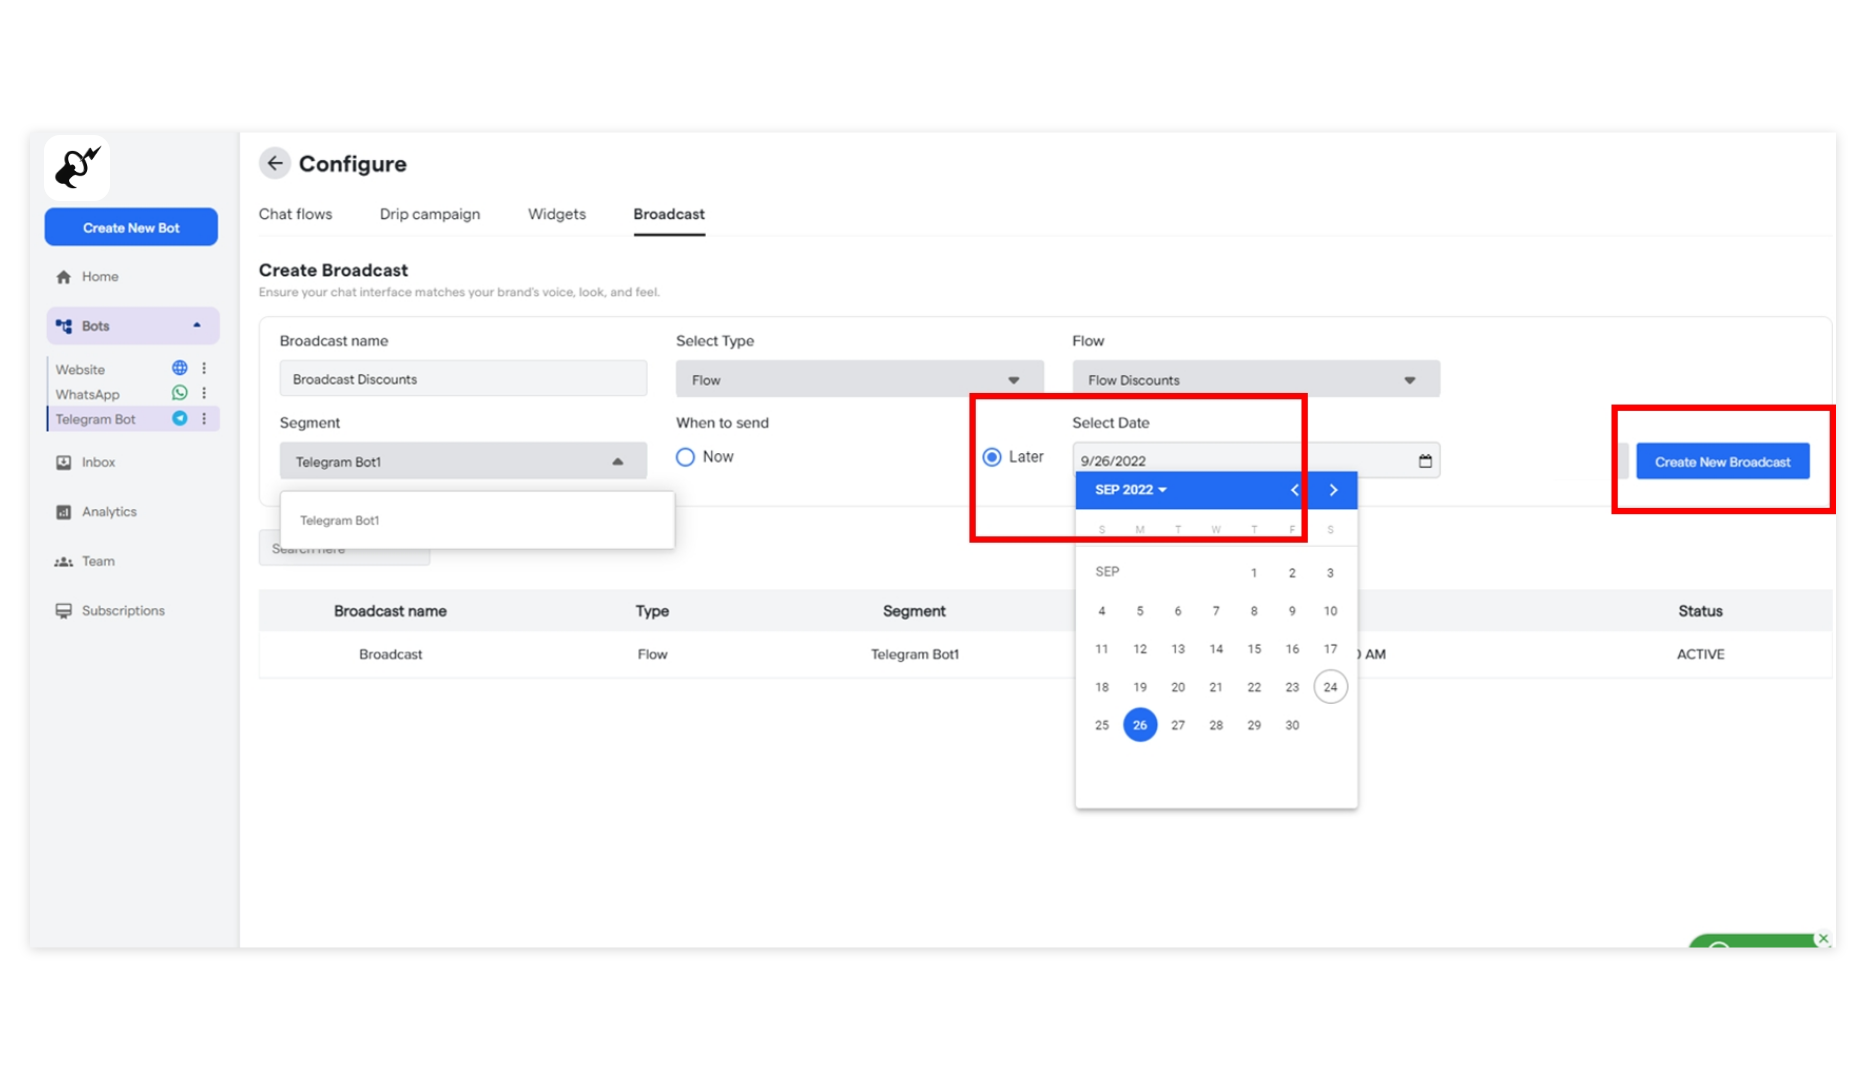 Configure
Create New Bot
Home
Bots
Website
WhatsApp
Telegram Bot
Inbox
Analytics
Team
Subscriptions
Chat flows Drip campaign Widgets Broadcast
Create Broadcast
Ensure your chat interface matches your brand's voice, look, and feel.
Broadcast name Select Type Flow
Broadcast Discounts Flow Flow Discounts
Segment When to send Select Date
Telegram Bot1 Now Later 9/26/2022 Create New Broadcast
Telegram Bot1
Search here
SEP 2022
S M T W T F S
SEP 1 2 3
4 5 6 7 8 9 10
11 12 13 14 15 16 17
18 19 20 21 22 23 24
25 26 27 28 29 30
Broadcast name Type Segment Status
Broadcast Flow Telegram Bot1 AM ACTIVE